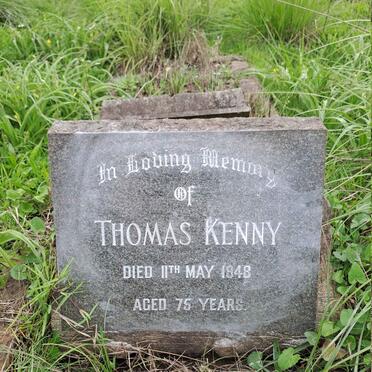 In Loving Memory
Of
THOMAS KENNY
DIED 11TH MAY 1948
AGED 75 YEARS.